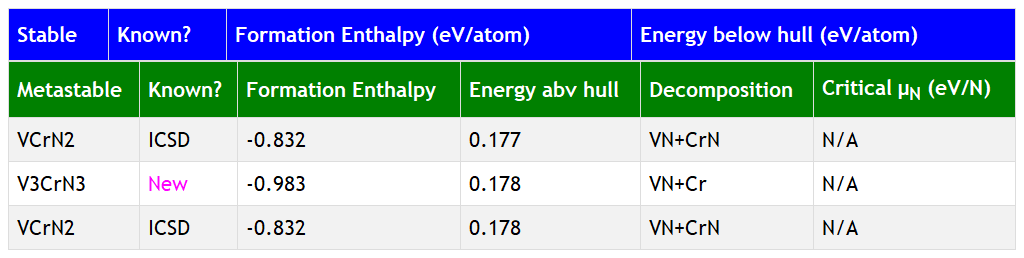 Stable Known? Formation Enthalpy (eV/atom) Energy below hull (eV/atom)
Metastable Known? Formation Enthalpy Energy abv hull Decomposition Critical μN (eV/N)
VCrN2 ICSD -0.832 0.177 VN+CrN N/A
V3CrN3 New -0.983 0.178 VN+Cr N/A
VCrN2 ICSD -0.832 0.178 VN+CrN N/A